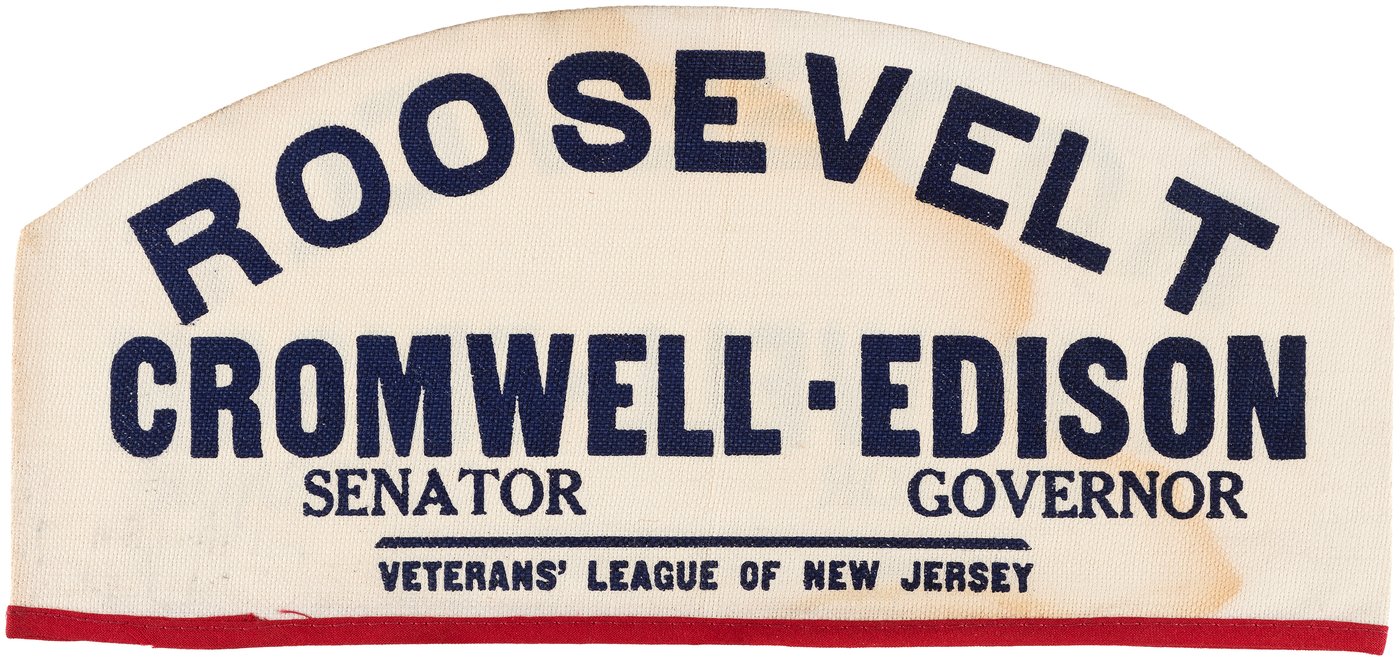 ROOSEVELT
CROMWELL · EDISON
SENATOR GOVERNOR
VETERANS' LEAGUE OF NEW JERSEY